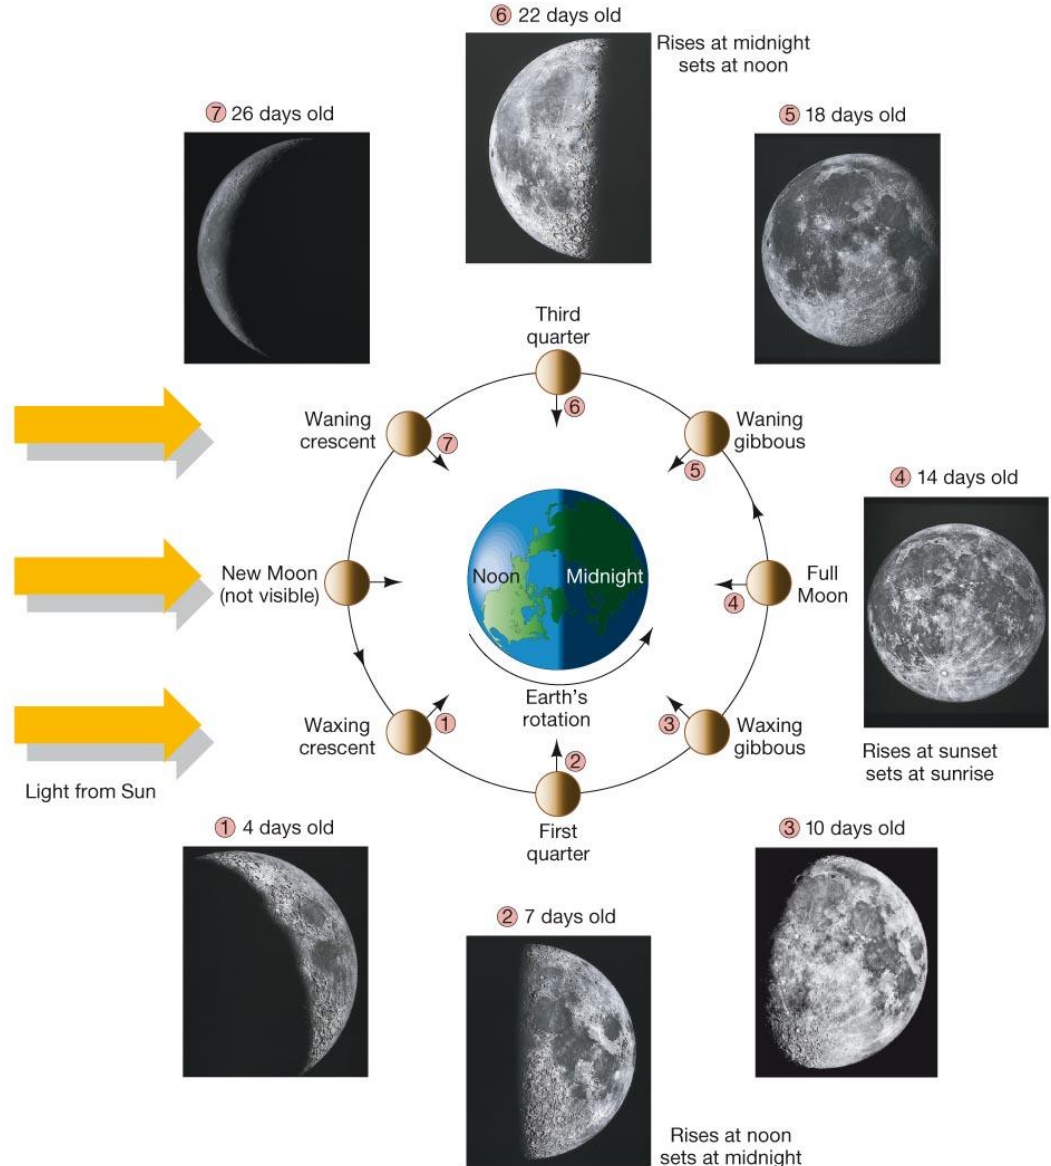 6 22 days old
Rises at midnight
sets at noon
7 26 days old
5 18 days old
Third
quarter
6
Waning
crescent
7
Waning
gibbous
5
4 14 days old
New Moon
(not visible)
Noon
Midnight
4
Full
Moon
Earth's
rotation
Waxing
crescent
1
3
Waxing
gibbous
2
Rises at sunset
sets at sunrise
Light from Sun
First
quarter
1 4 days old
3 10 days old
2 7 days old
Rises at noon
sets at midnight